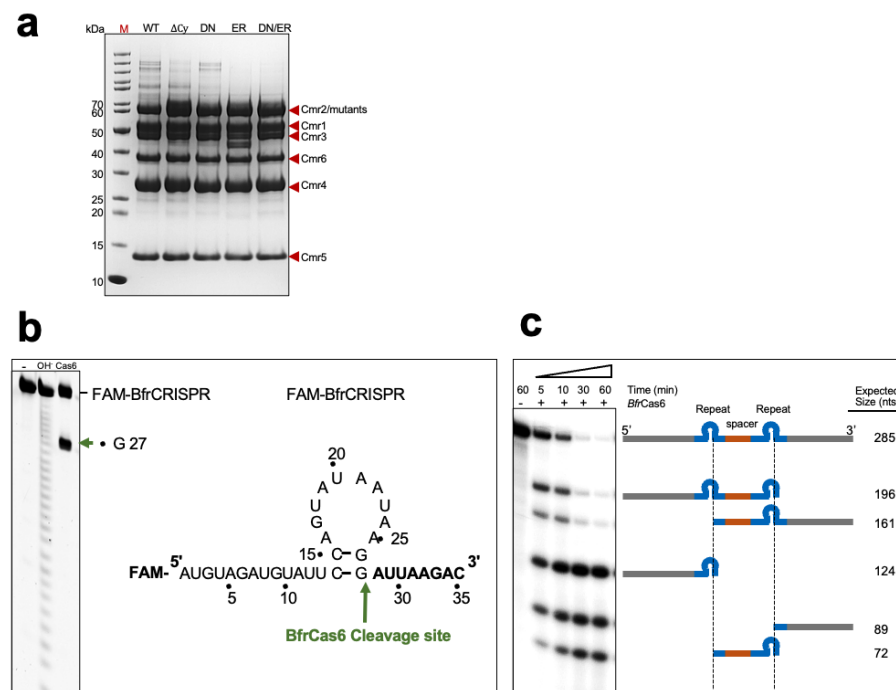 a
kDa M WT ΔCy DN ER DN/ER
70
60
50
40
30
25
20
15
10
Cmr2/mutants
Cmr1
Cmr3
Cmr6
Cmr4
Cmr5
b
- OH- Cas6
FAM-BfrCRISPR
G 27
FAM-BfrCRISPR
20
U A
A A
U U
G A
A A
15 25
C G
FAM-5'AUGUAGAUGUAUU C G AUUAAGAC3'
5 10 30 35
BfrCas6 Cleavage site
c
60 5 10 30 60 Time (min)
- + + + + BfrCas6
Expected
Size (nts
Repeat Repeat
spacer
5' 3'
285
196
161
124
89
72